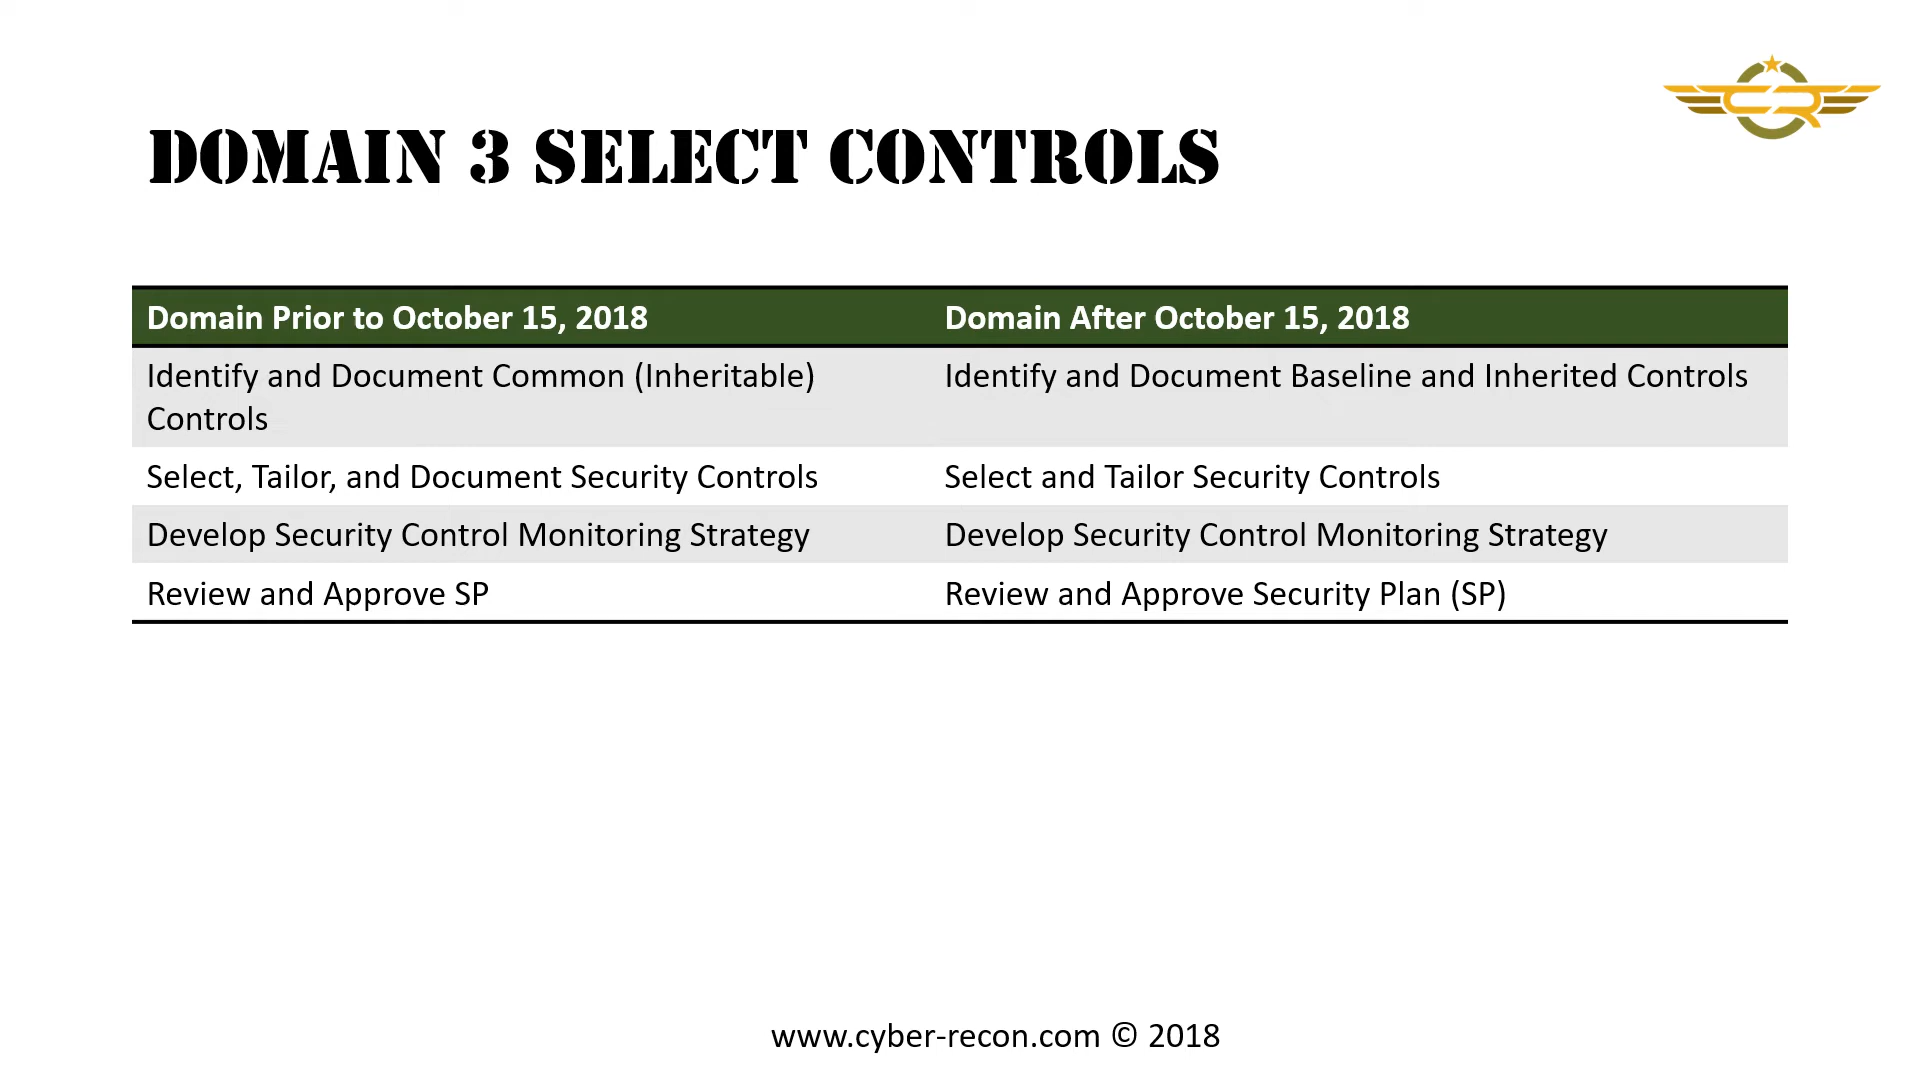 DOMAIN 3 SELECT CONTROLS
CR
Domain Prior to October 15, 2018
Domain After October 15, 2018
Identify and Document Common (Inheritable)
Controls
Identify and Document Baseline and Inherited Controls
Select, Tailor, and Document Security Controls
Select and Tailor Security Controls
Develop Security Control Monitoring Strategy
Develop Security Control Monitoring Strategy
Review and Approve SP
Review and Approve Security Plan (SP)
www.cyber-recon.com © 2018